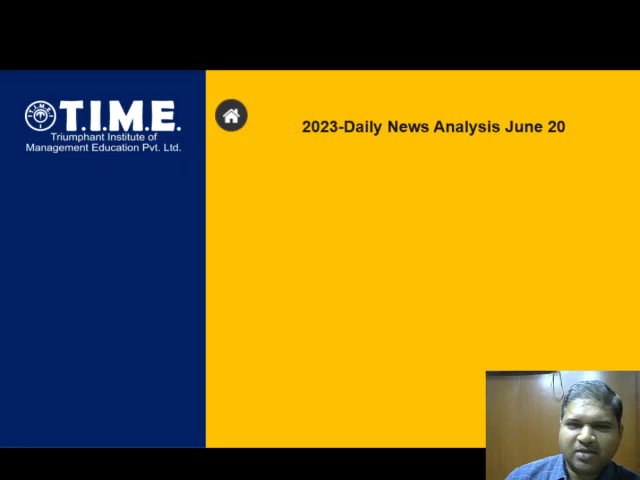 T.I.M.E.
Triumphant Institute of
Management Education Pvt. Ltd.
2023-Daily News Analysis June 20